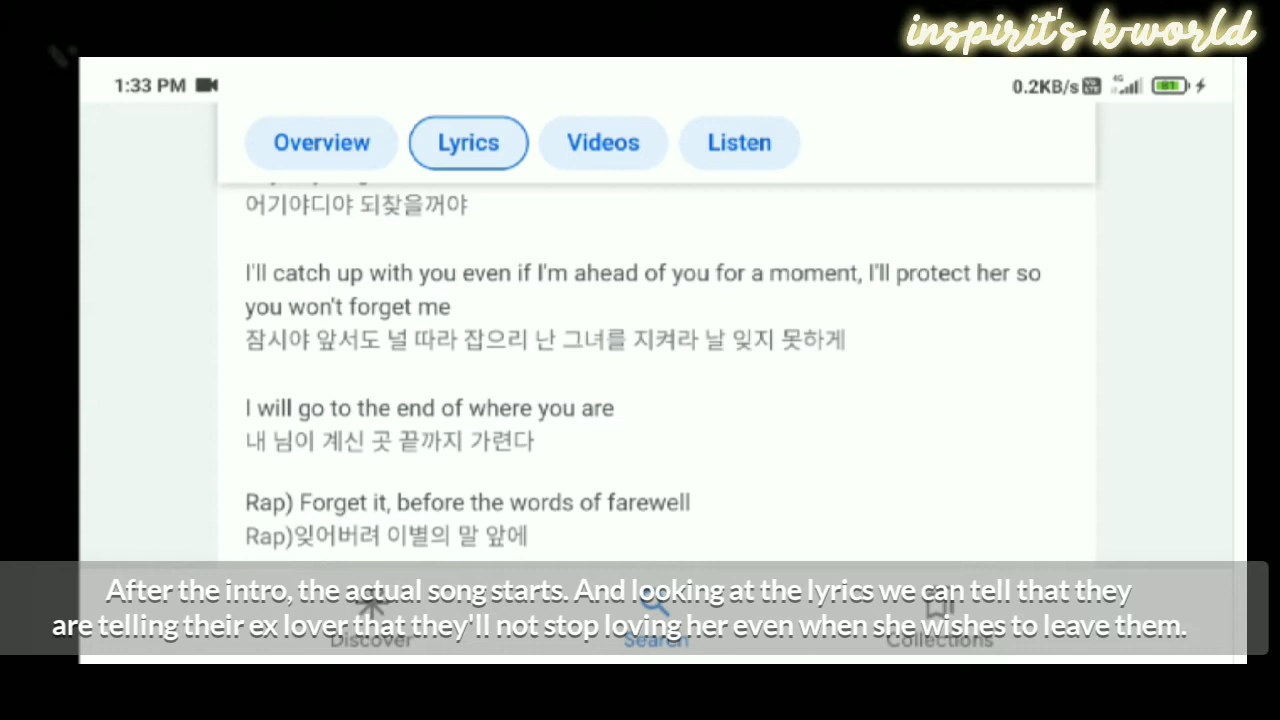 inspirit's k-world
1:33 PM
0.2KB/s
4G
81
Overview
Lyrics
Videos
Listen
어기야디야 되찾을꺼야
I'll catch up with you even if I'm ahead of you for a moment, I'll protect her so
you won't forget me
잠시야 앞서도 널 따라 잡으리 난 그녀를 지켜라 날 잊지 못하게
I will go to the end of where you are
내 님이 계신 곳 끝까지 가련다
Rap) Forget it, before the words of farewell
Rap)잊어버려 이별의 말 앞에
After the intro, the actual song starts. And looking at the lyrics we can tell that they
are telling their ex lover that they'll not stop loving her even when she wishes to leave them.
Discover
Search
Collections